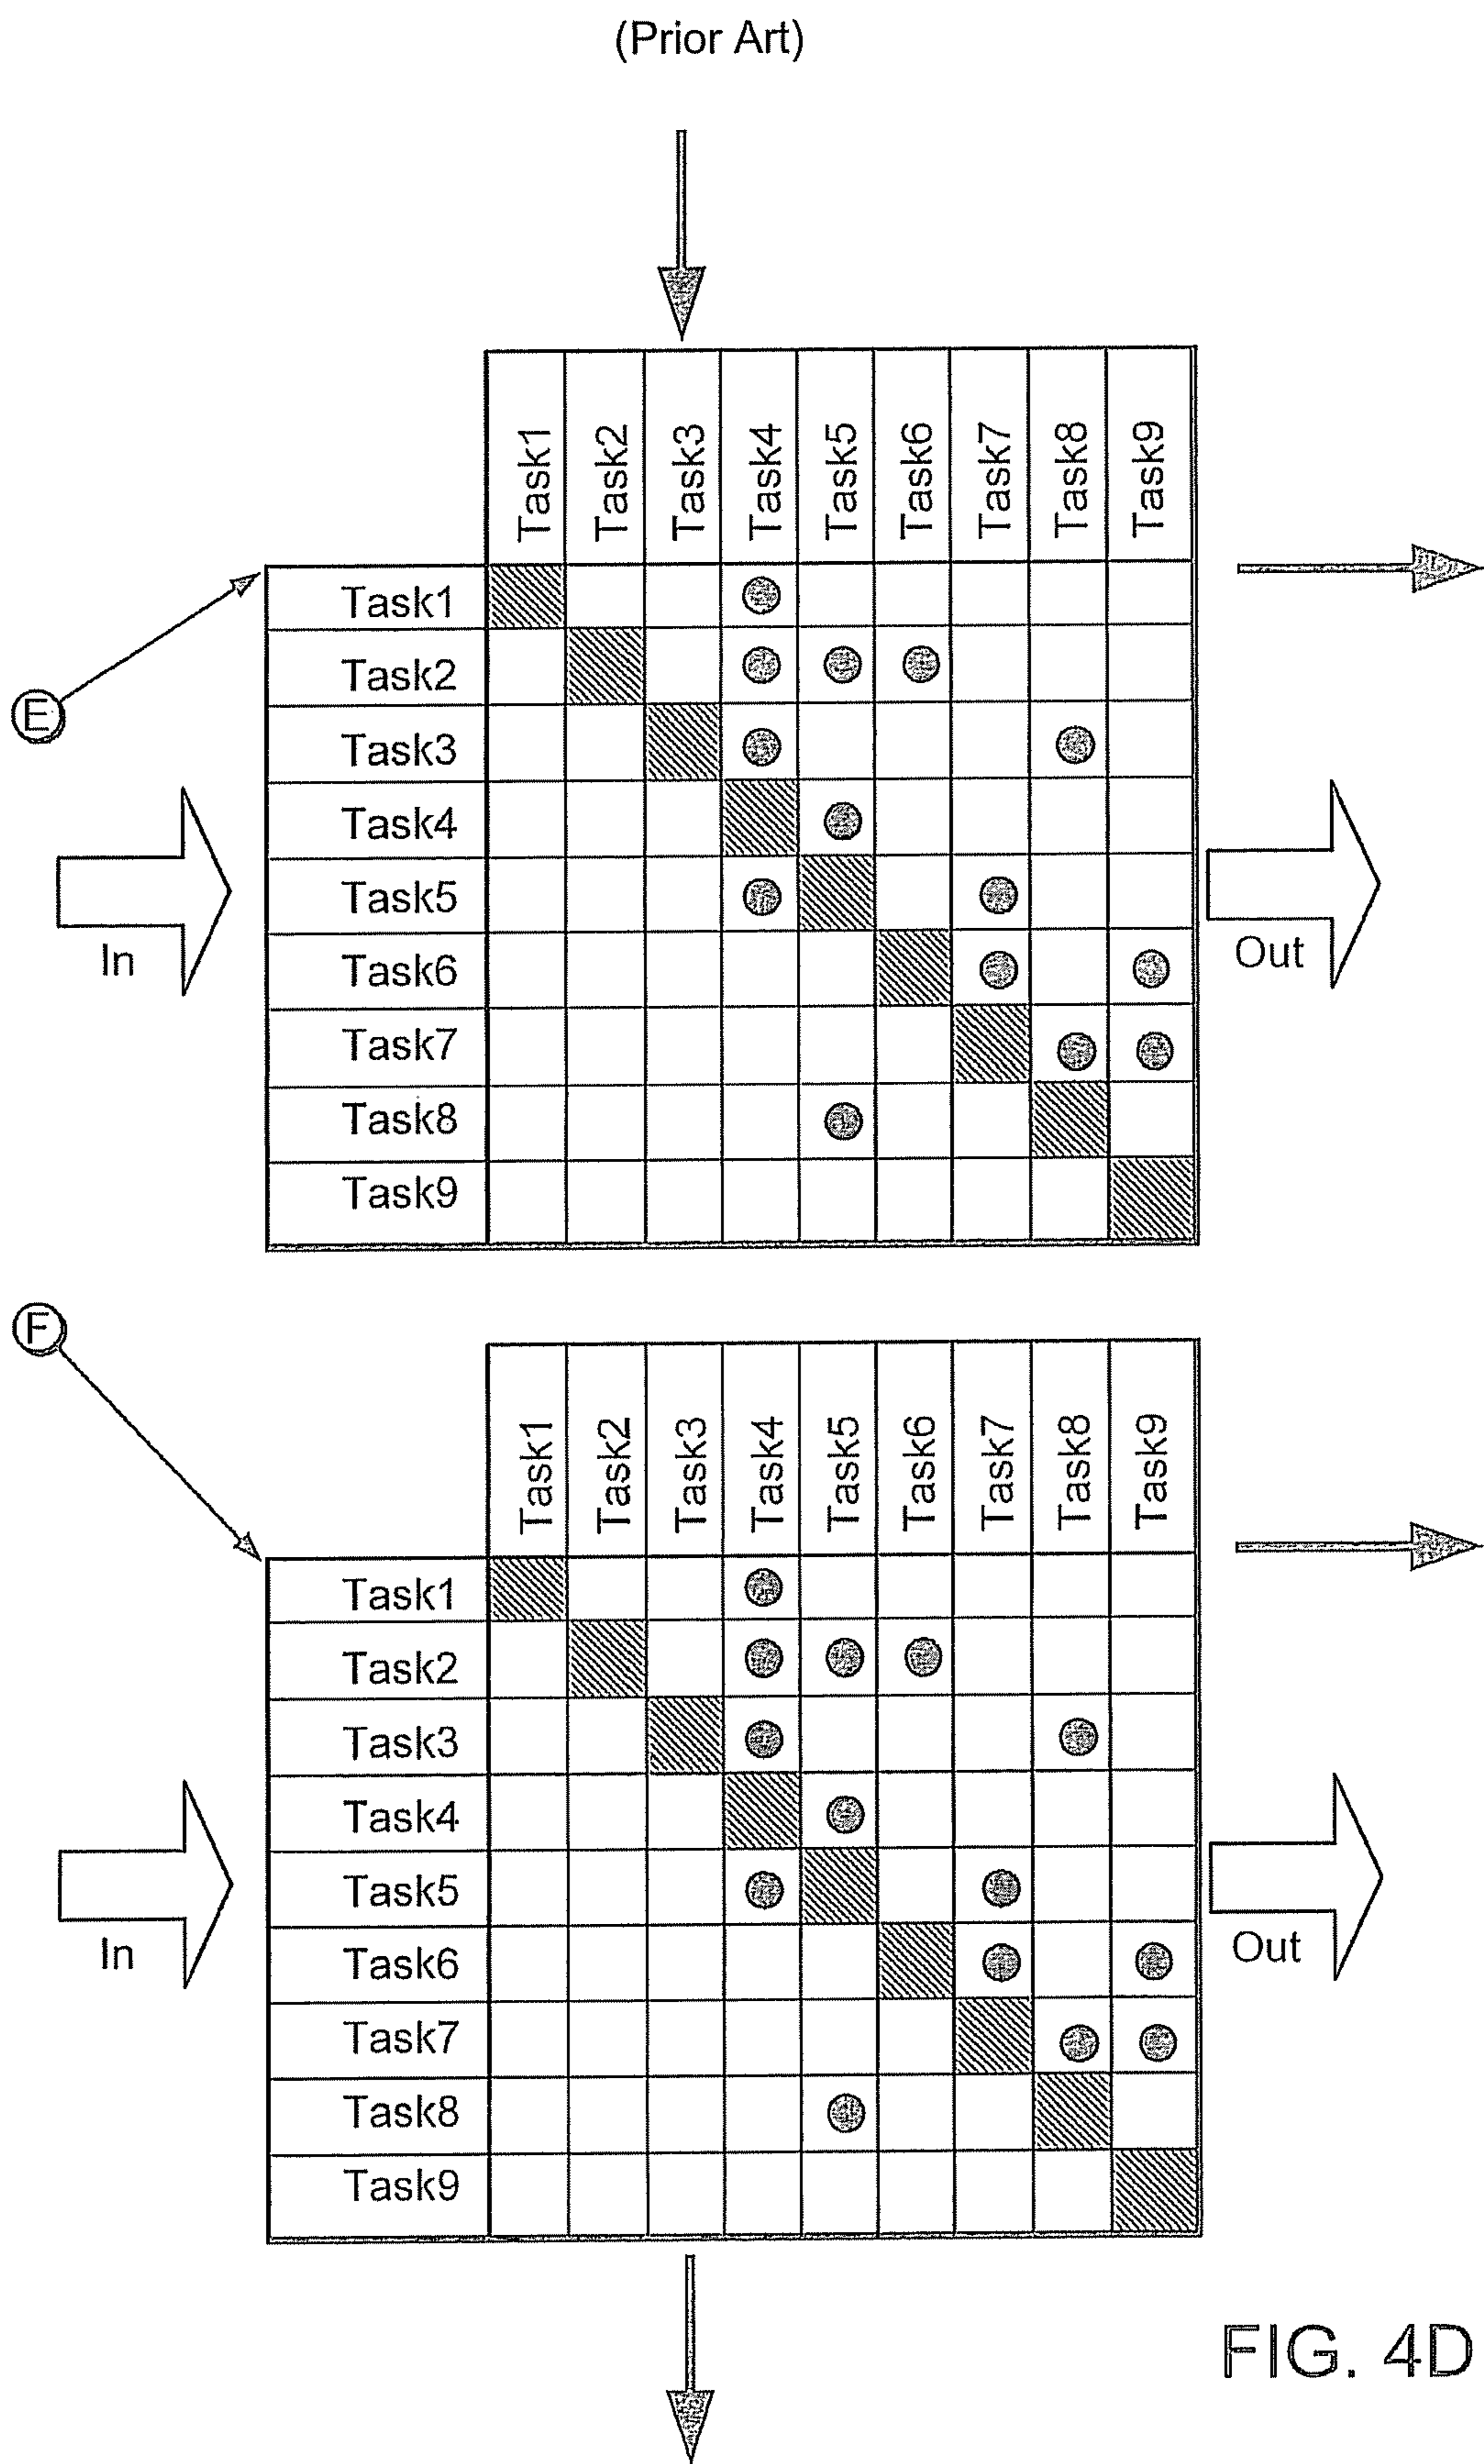 (Prior Art)
Task1 Task2 Task3 Task4 Task5 Task6 Task7 Task8 Task9
E
Task1
Task2
Task3
Task4
Task5
Task6
Task7
Task8
Task9
In
Out
F
Task1 Task2 Task3 Task4 Task5 Task6 Task7 Task8 Task9
Task1
Task2
Task3
Task4
Task5
Task6
Task7
Task8
Task9
In
Out
FIG. 4D